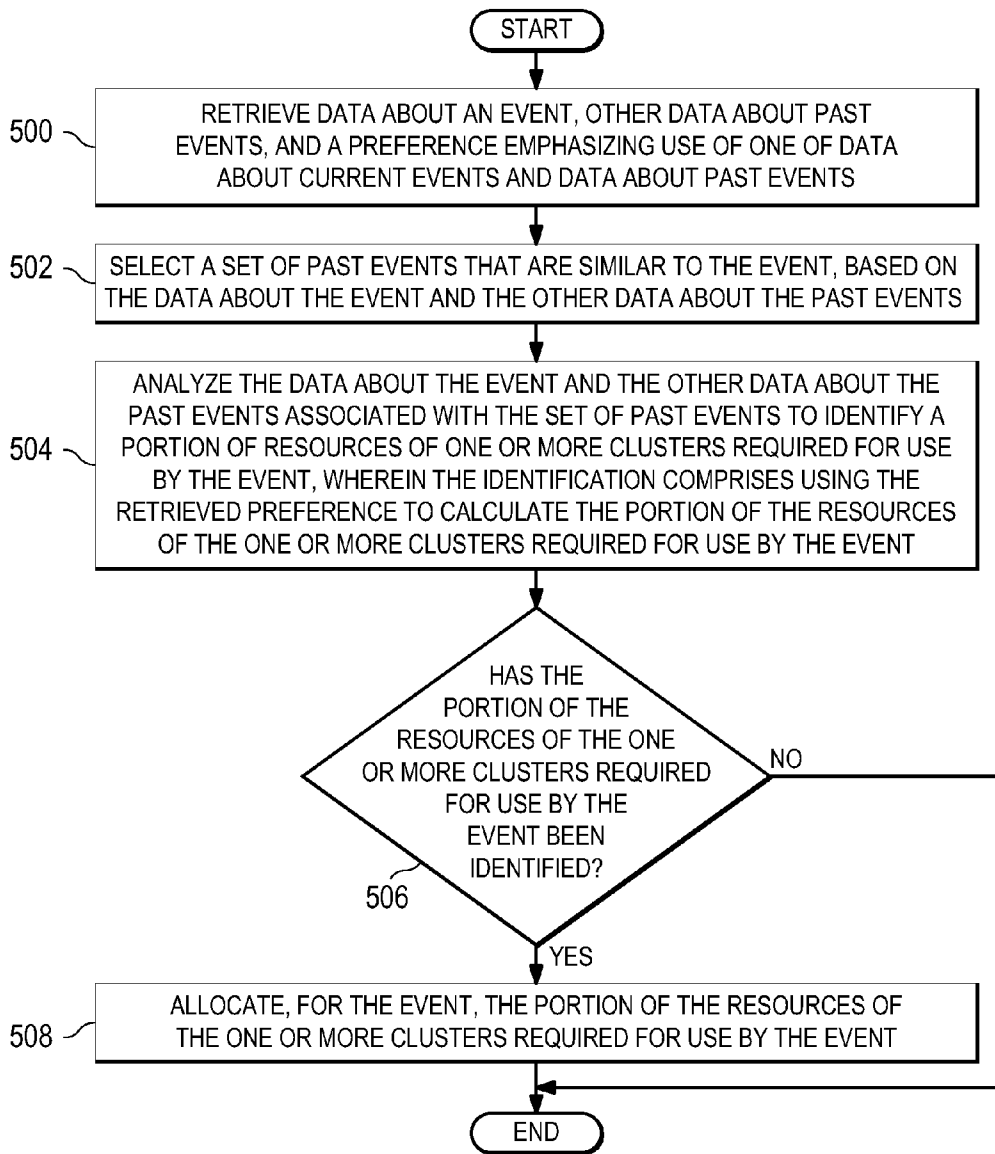 START
500
RETRIEVE DATA ABOUT AN EVENT, OTHER DATA ABOUT PAST
EVENTS, AND A PREFERENCE EMPHASIZING USE OF ONE OF DATA
ABOUT CURRENT EVENTS AND DATA ABOUT PAST EVENTS
502
SELECT A SET OF PAST EVENTS THAT ARE SIMILAR TO THE EVENT, BASED ON
THE DATA ABOUT THE EVENT AND THE OTHER DATA ABOUT THE PAST EVENTS
504
ANALYZE THE DATA ABOUT THE EVENT AND THE OTHER DATA ABOUT THE
PAST EVENTS ASSOCIATED WITH THE SET OF PAST EVENTS TO IDENTIFY A
PORTION OF RESOURCES OF ONE OR MORE CLUSTERS REQUIRED FOR USE
BY THE EVENT, WHEREIN THE IDENTIFICATION COMPRISES USING THE
RETRIEVED PREFERENCE TO CALCULATE THE PORTION OF THE RESOURCES
OF THE ONE OR MORE CLUSTERS REQUIRED FOR USE BY THE EVENT
HAS THE
PORTION OF THE
RESOURCES OF THE ONE
OR MORE CLUSTERS REQUIRED
FOR USE BY THE
EVENT BEEN
IDENTIFIED?
506
NO
YES
508
ALLOCATE, FOR THE EVENT, THE PORTION OF THE RESOURCES OF
THE ONE OR MORE CLUSTERS REQUIRED FOR USE BY THE EVENT
END